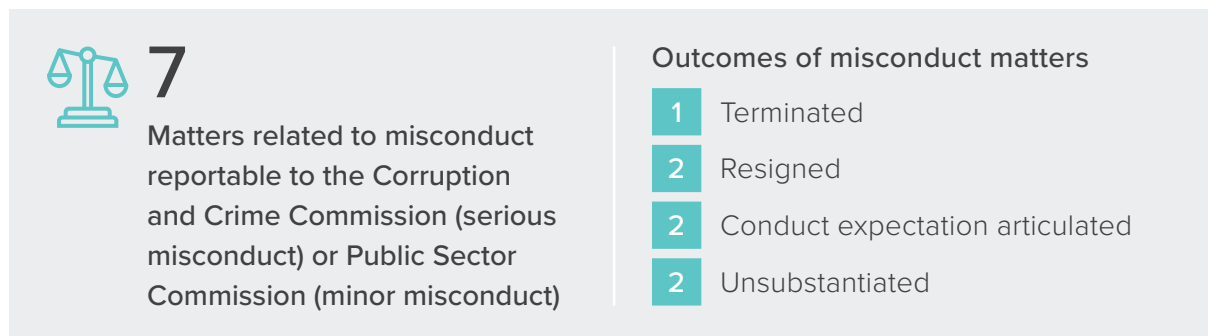 7
Matters related to misconduct
reportable to the Corruption
and Crime Commission (serious
misconduct) or Public Sector
Commission (minor misconduct)
Outcomes of misconduct matters
1 Terminated
2 Resigned
2 Conduct expectation articulated
2 Unsubstantiated